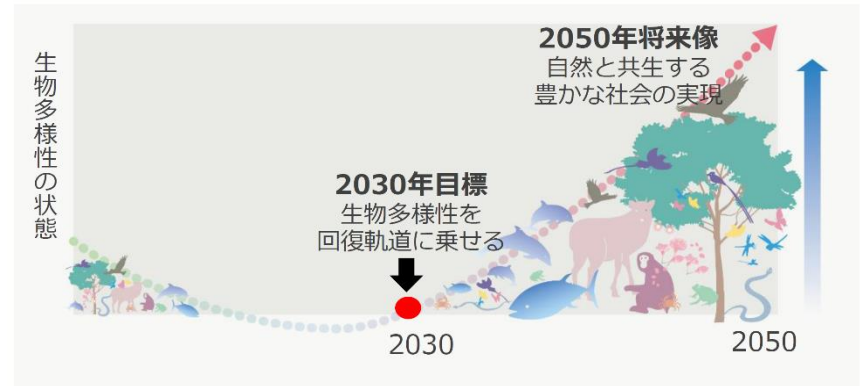 生物多様性の状態
2050年将来像
自然と共生する
豊かな社会の実現
2030年目標
生物多様性を
回復軌道に乗せる
2030
2050